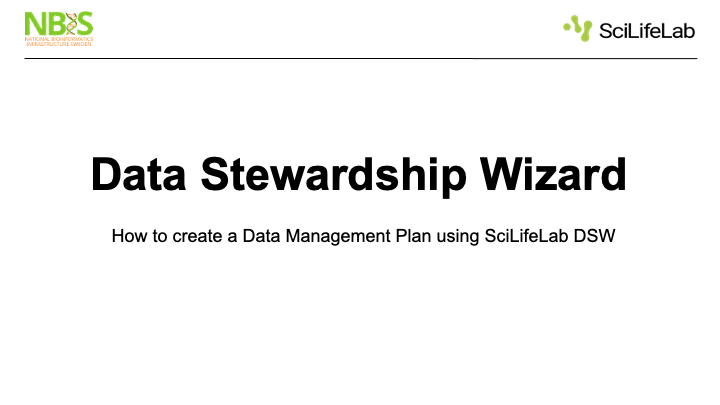 NBIS
NATIONAL BIOINFORMATICS
INFRASTRUCTURE SWEDEN
SciLifeLab
Data Stewardship Wizard
How to create a Data Management Plan using SciLifeLab DSW